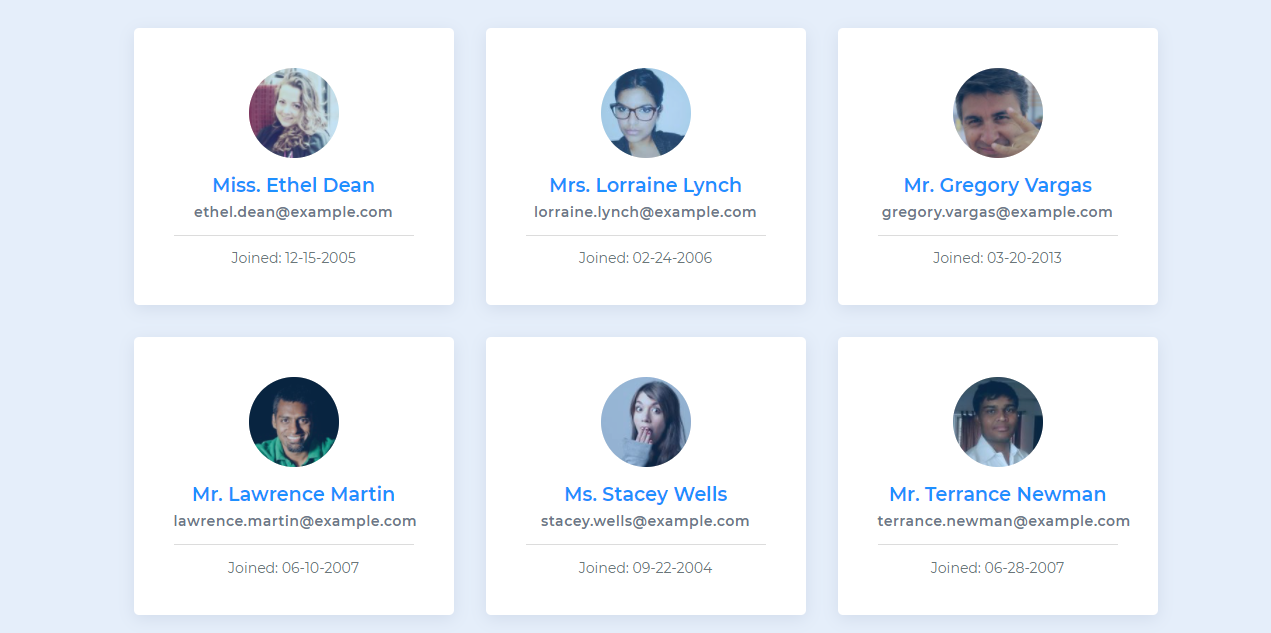 Miss. Ethel Dean
ethel.dean@example.com
Joined: 12-15-2005
Mrs. Lorraine Lynch
lorraine.lynch@example.com
Joined: 02-24-2006
Mr. Gregory Vargas
gregory.vargas@example.com
Joined: 03-20-2013
Mr. Lawrence Martin
lawrence.martin@example.com
Joined: 06-10-2007
Ms. Stacey Wells
stacey.wells@example.com
Joined: 09-22-2004
Mr. Terrance Newman
terrance.newman@example.com
Joined: 06-28-2007